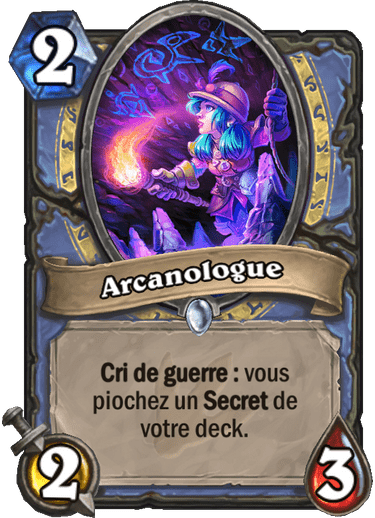 2
Arcanologue
Cri de guerre : vous
piochez un Secret de
votre deck.
2
3